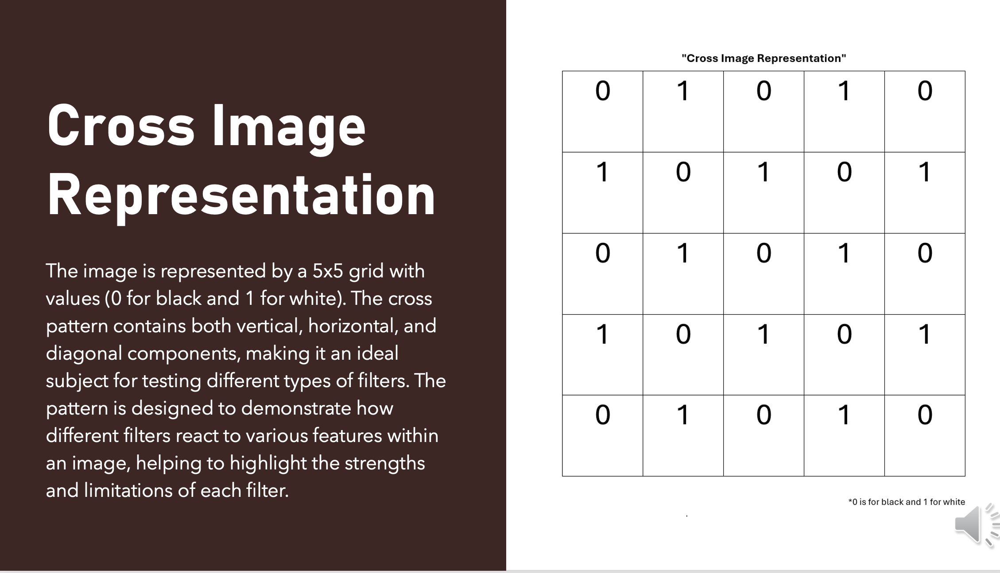 Cross Image
Representation
The image is represented by a 5x5 grid with
values (0 for black and 1 for white). The cross
pattern contains both vertical, horizontal, and
diagonal components, making it an ideal
subject for testing different types of filters. The
pattern is designed to demonstrate how
different filters react to various features within
an image, helping to highlight the strengths
and limitations of each filter.
"Cross Image Representation"
0 1 0 1 0
1 0 1 0 1
0 1 0 1 0
1 0 1 0 1
0 1 0 1 0
*0 is for black and 1 for white